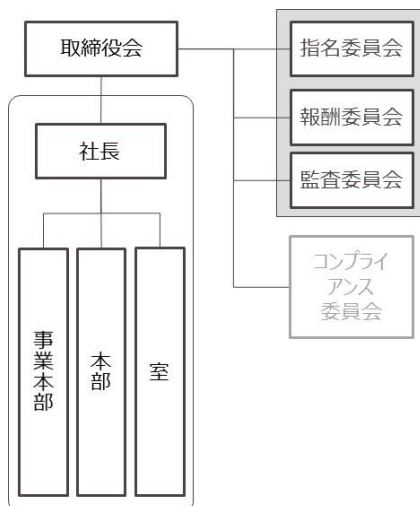 取締役会
指名委員会
報酬委員会
監査委員会
コンプライ
アンス
委員会
社長
事業本部
本部
室